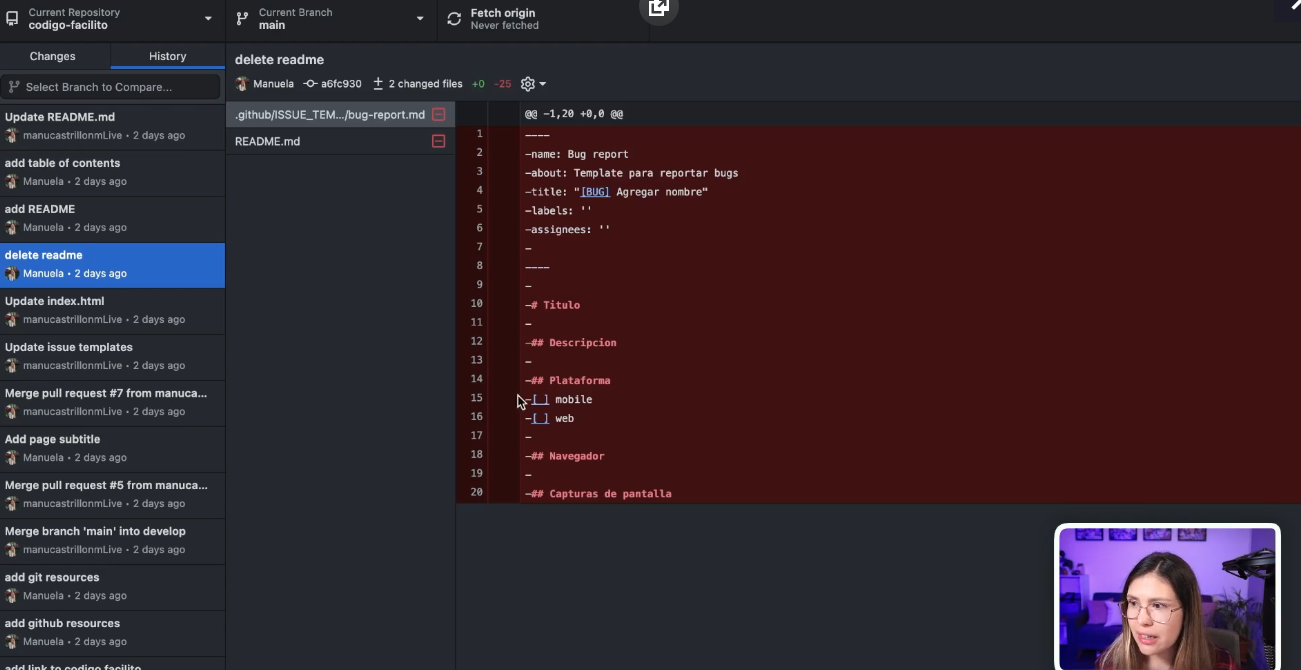 Current Repository
codigo-facilito
Current Branch
main
Fetch origin
Never fetched
Changes
History
Select Branch to Compare...
Update README.md
manucastrillonmLive • 2 days ago
add table of contents
Manuela • 2 days ago
add README
Manuela • 2 days ago
delete readme
Manuela • 2 days ago
Update index.html
manucastrillonmLive • 2 days ago
Update issue templates
manucastrillonmLive • 2 days ago
Merge pull request #7 from manuca...
manucastrillonmLive • 2 days ago
Add page subtitle
Manuela • 2 days ago
Merge pull request #5 from manuca...
manucastrillonmLive • 2 days ago
Merge branch 'main' into develop
manucastrillonmLive • 2 days ago
add git resources
Manuela • 2 days ago
add github resources
Manuela • 2 days ago
add link to codigo facilito
delete readme
Manuela a6fc930 2 changed files +0 -25
.github/ISSUE_TEM.../bug-report.md
README.md
@@ -1,20 +0,0 @@
1 ----
2 -name: Bug report
3 -about: Template para reportar bugs
4 -title: "[BUG] Agregar nombre"
5 -labels: ''
6 -assignees: ''
7 -
8 ----
9 -
10 -# Titulo
11 -
12 -## Descripcion
13 -
14 -## Plataforma
15 -[ ] mobile
16 -[ ] web
17 -
18 -## Navegador
19 -
20 -## Capturas de pantalla